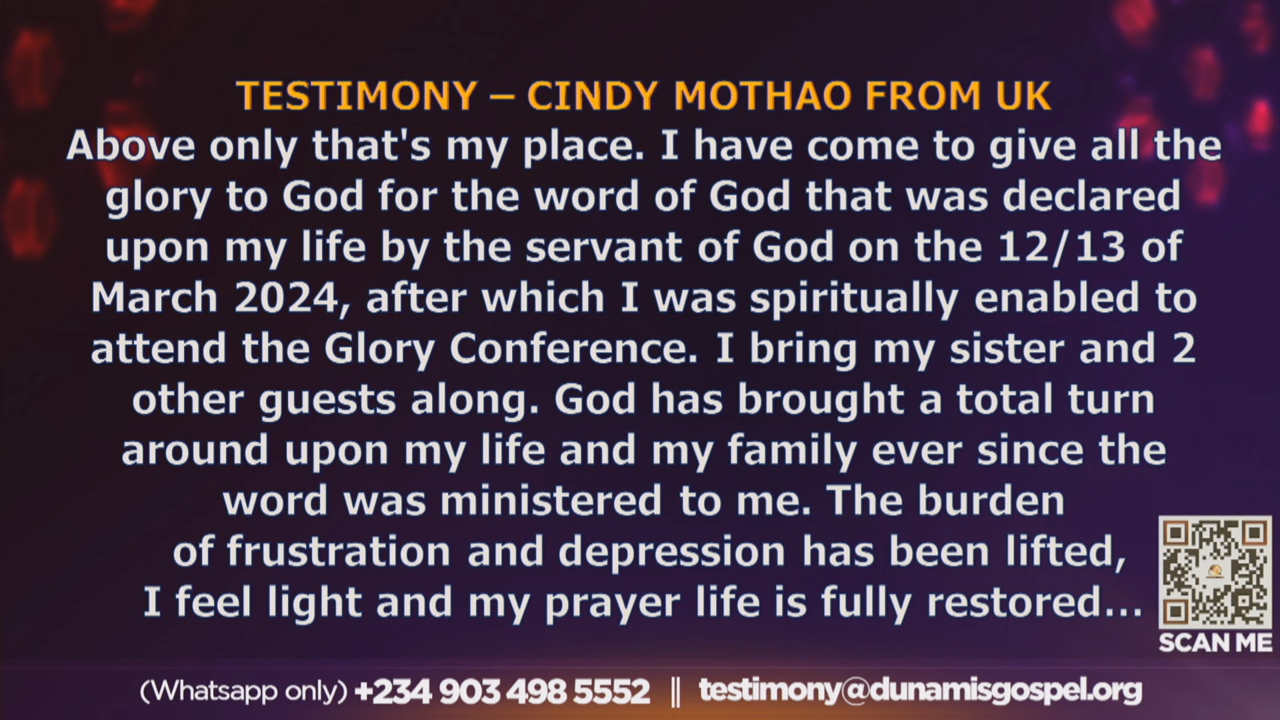 TESTIMONY – CINDY MOTHAO FROM UK
Above only that's my place. I have come to give all the
glory to God for the word of God that was declared
upon my life by the servant of God on the 12/13 of
March 2024, after which I was spiritually enabled to
attend the Glory Conference. I bring my sister and 2
other guests along. God has brought a total turn
around upon my life and my family ever since the
word was ministered to me. The burden
of frustration and depression has been lifted,
I feel light and my prayer life is fully restored...
SCAN ME
(Whatsapp only) +234 903 498 5552 || testimony@dunamisgospel.org